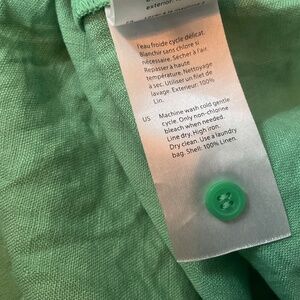 exterior: 
l'eau froide cycle délicat.
Blanchir sans chlore si
nécessaire. Sécher à l'air.
Repasser à haute
température. Nettoyage
à sec. Utiliser un filet de
lavage. Exterieur: 100%
Lin.
US Machine wash cold gentle
cycle. Only non-chlorine
bleach when needed.
Line dry. High iron.
Dry clean. Use a laundry
bag. Shell: 100% Linen.